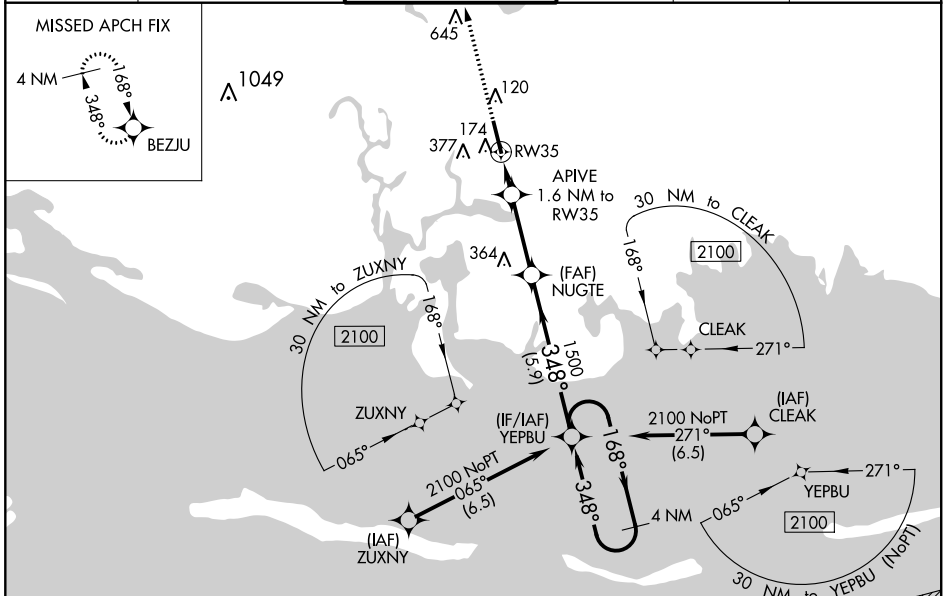 MISSED APCH FIX
4 NM
168°
348°
BEZJU
1049
645
120
174
377
RW35
APIVE
1.6 NM to
RW35
364
(FAF)
NUGTE
30 NM to CLEAK
168°
2100
CLEAK
271°
30 NM to ZUXNY
168°
2100
ZUXNY
065°
1500
348°
(5.9)
(IF/IAF)
YEPBU
2100 NoPT
271°
(6.5)
(IAF)
CLEAK
2100 NoPT
065°
(6.5)
(IAF)
ZUXNY
168°
348°
4 NM
065°
271°
YEPBU
2100
30 NM to YEPBU (NoPT)